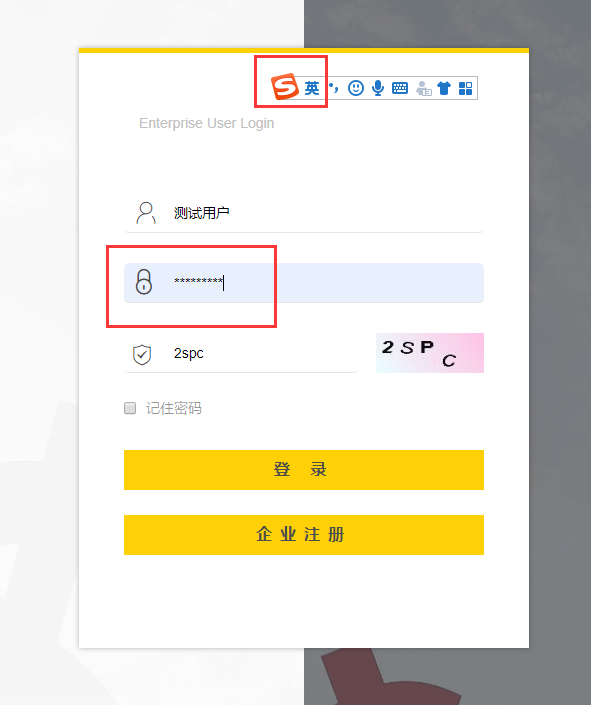 英
Enterprise User Login
测试用户
*********
2spc
2SPC
记住密码
登 录
企业注册